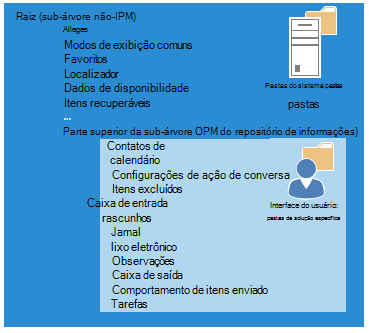 Raiz (sub-árvore não-IPM)
Alleges
Modos de exibição comuns
Favoritos
Localizador
Dados de disponibilidade
Itens recuperáveis
...
Pastas do sistema pastas
pastas
Parte superior da sub-árvore OPM do repositório de informações)
Contatos de
calendário
Configurações de ação de conversa
Itens excluídos
Caixa de entrada
rascunhos
Jamal
lixo eletrônico
Observações
Caixa de saída
Comportamento de itens enviado
Tarefas
Interface do usuário:
pastas de solução específica